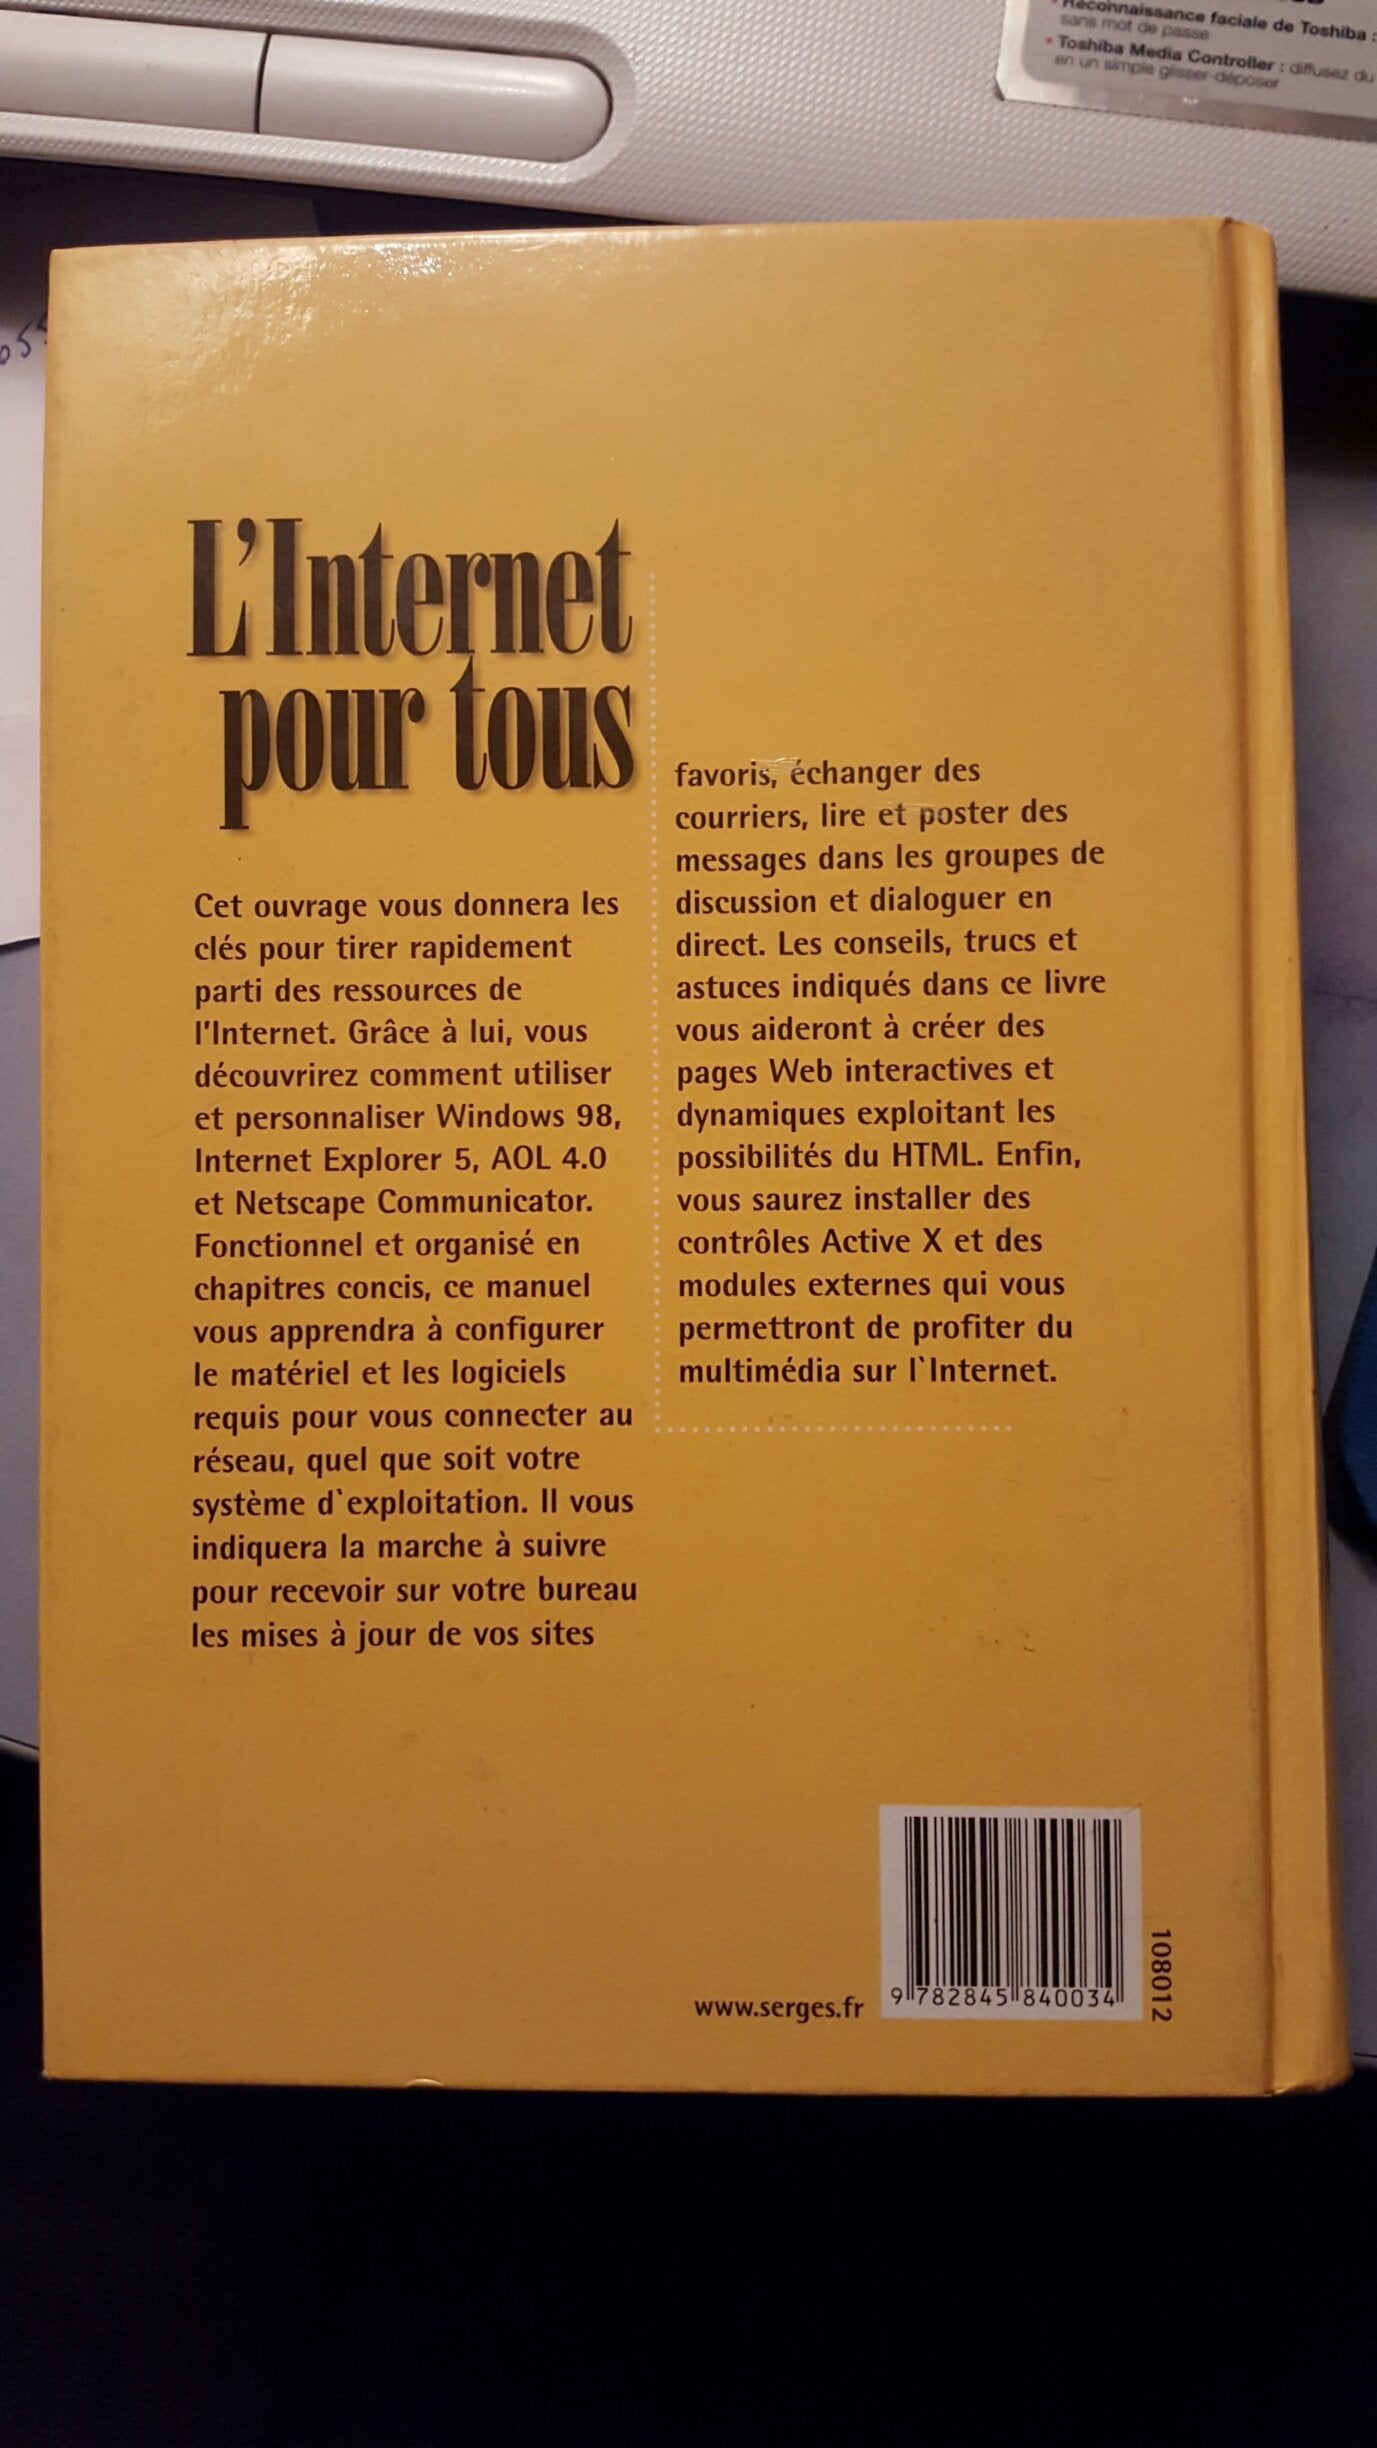 Reconnaissance faciale de Toshiba :
sans mot de passe
• Toshiba Media Controller : diffusez du
en un simple glisser-déposer
L'Internet
pour tous
Cet ouvrage vous donnera les
clés pour tirer rapidement
parti des ressources de
l'Internet. Grâce à lui, vous
découvrirez comment utiliser
et personnaliser Windows 98,
Internet Explorer 5, AOL 4.0
et Netscape Communicator.
Fonctionnel et organisé en
chapitres concis, ce manuel
vous apprendra à configurer
le matériel et les logiciels
requis pour vous connecter au
réseau, quel que soit votre
système d`exploitation. Il vous
indiquera la marche à suivre
pour recevoir sur votre bureau
les mises à jour de vos sites
favoris, échanger des
courriers, lire et poster des
messages dans les groupes de
discussion et dialoguer en
direct. Les conseils, trucs et
astuces indiqués dans ce livre
vous aideront à créer des
pages Web interactives et
dynamiques exploitant les
possibilités du HTML. Enfin,
vous saurez installer des
contrôles Active X et des
modules externes qui vous
permettront de profiter du
multimédia sur l`Internet.
www.serges.fr
9 782845 840034
108012